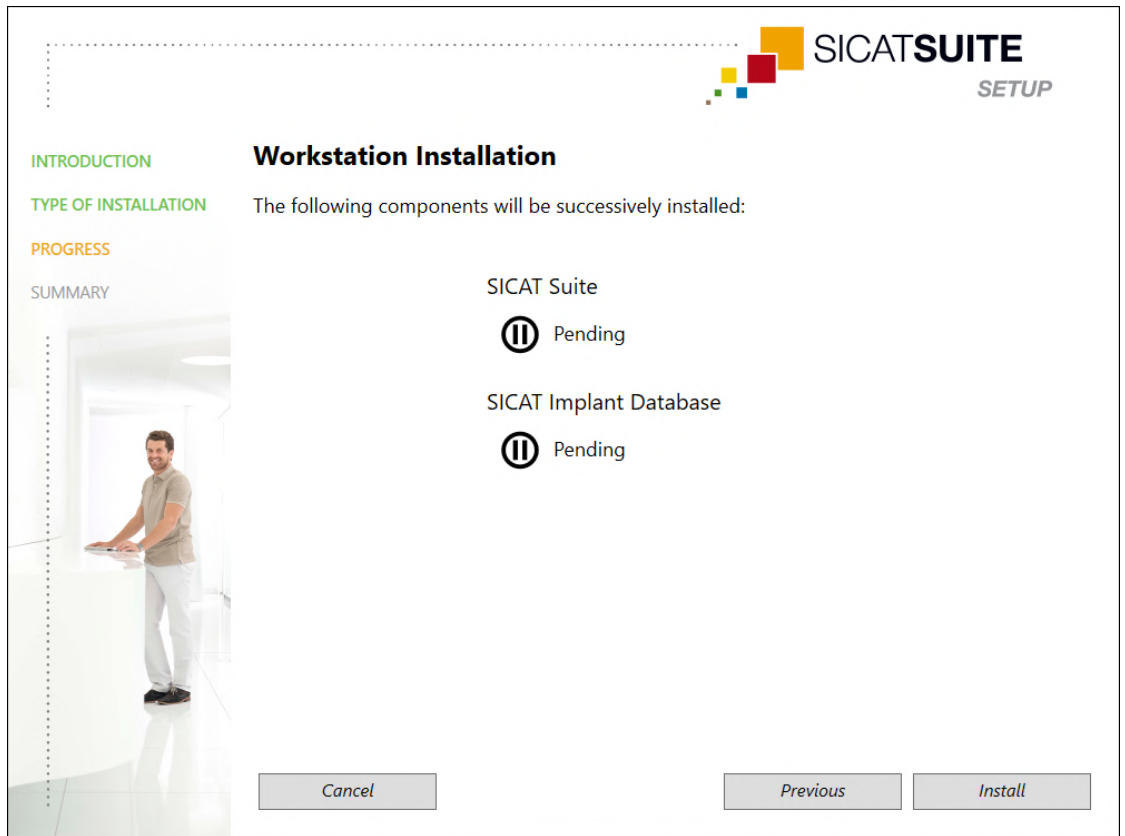 SICATSUITE
SETUP
INTRODUCTION
TYPE OF INSTALLATION
PROGRESS
SUMMARY
Workstation Installation
The following components will be successively installed:
SICAT Suite
Pending
SICAT Implant Database
Pending
Cancel
Previous
Install